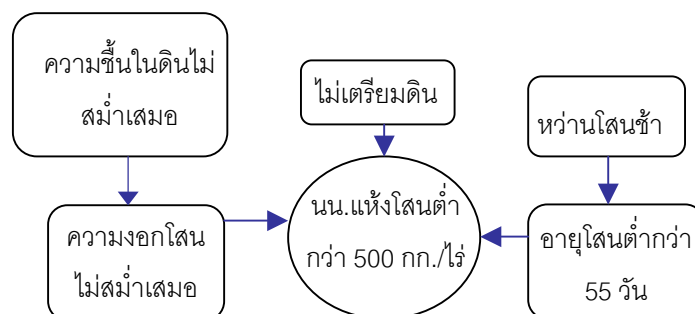 ความชื้นในดินไม่
สม่ำเสมอ
ไม่เตรียมดิน
หว่านโสนช้า
ความงอกโสน
ไม่สม่ำเสมอ
นน.แห้งโสนต่ำ
กว่า 500 กก./ไร่
อายุโสนต่ำกว่า
55 วัน